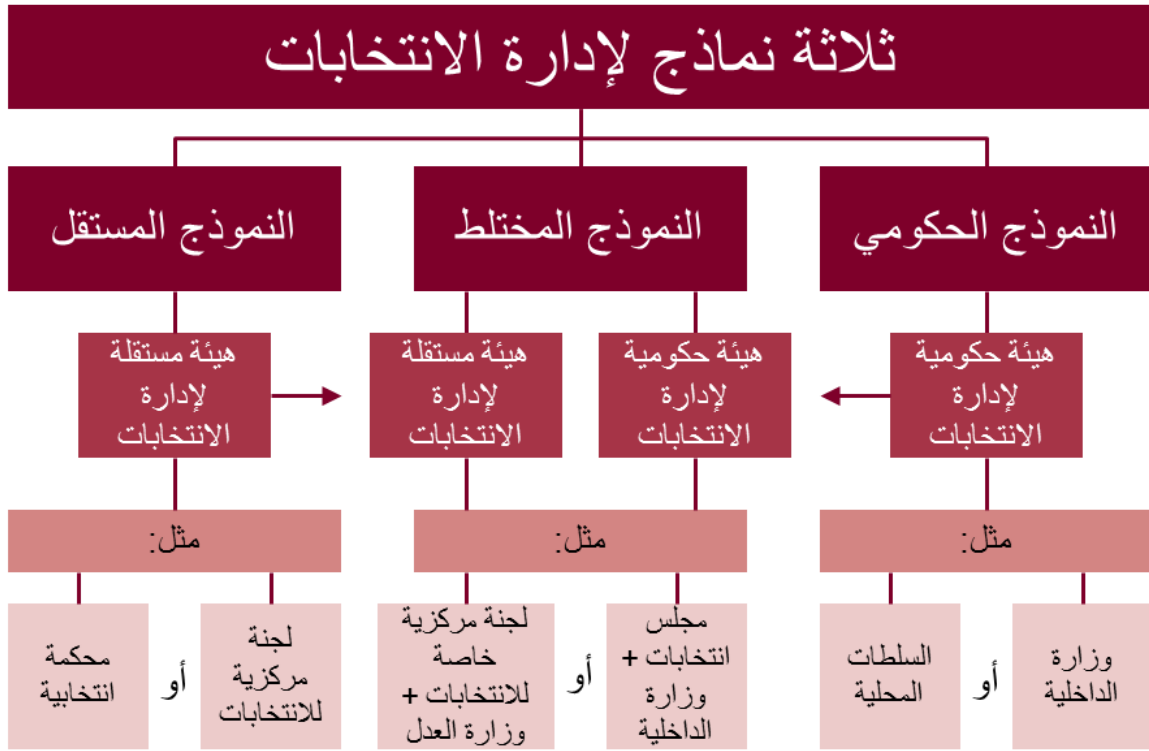 ثلاثة نماذج لإدارة الانتخابات
النموذج الحكومي
النموذج المختلط
النموذج المستقل
هيئة حكومية
لإدارة
الانتخابات
هيئة حكومية
لإدارة
الانتخابات
هيئة مستقلة
لإدارة
الانتخابات
هيئة مستقلة
لإدارة
الانتخابات
مثل:
مثل:
مثل:
وزارة
الداخلية
أو
السلطات
المحلية
مجلس
انتخابات +
وزارة
الداخلية
أو
لجنة مركزية
خاصة
للانتخابات +
وزارة العدل
لجنة
مركزية
للانتخابات
أو
محكمة
انتخابية